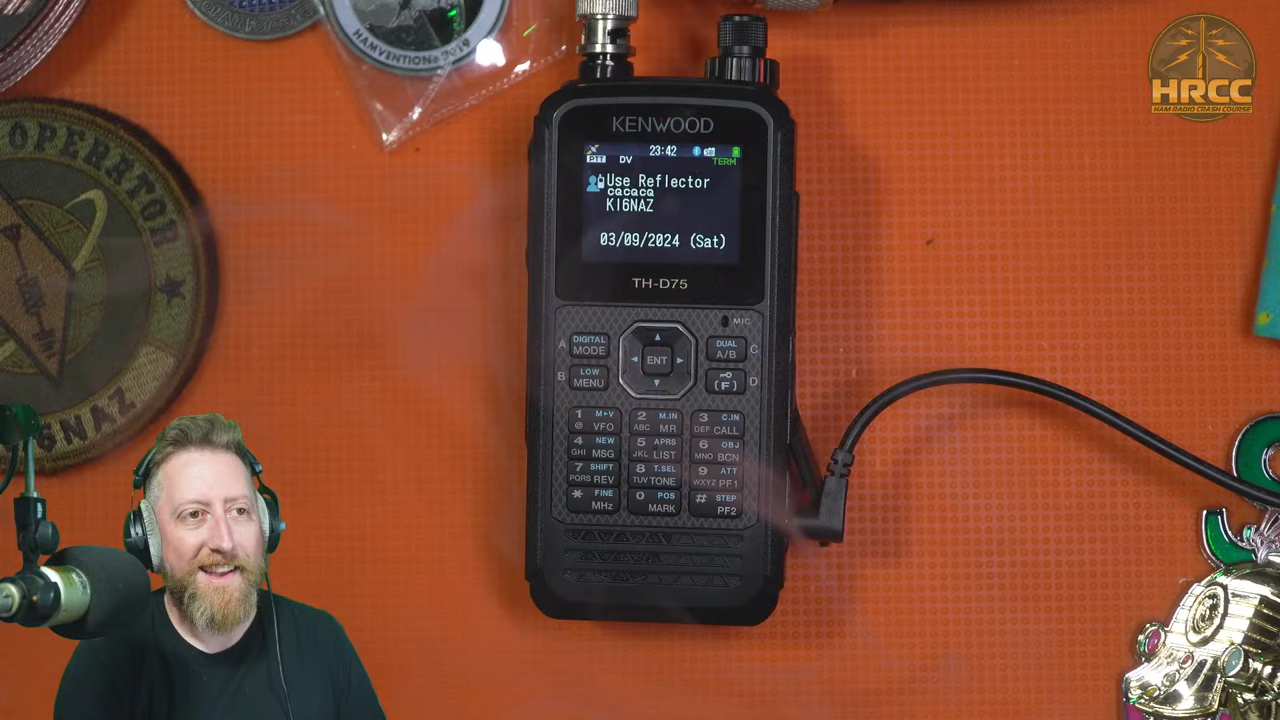 HAMVENTION® 2019
OPERATOR
KI6NAZ
HRCC
HAM RADIO CRASH COURSE
KENWOOD
23:42
PTT DV TERM
Use Reflector
CQCQCQ
KI6NAZ
03/09/2024 (Sat)
TH-D75
MIC
A DIGITAL MODE
ENT
DUAL A/B C
B LOW MENU
(F) D
1 M►V @ VFO
2 M.IN ABC MR
3 C.IN DEF CALL
4 NEW GHI MSG
5 APRS JKL LIST
6 OBJ MNO BCN
7 SHIFT PQRS REV
8 T.SEL TUV TONE
9 ATT WXYZ PF1
* FINE MHz
0 POS MARK
# STEP PF2